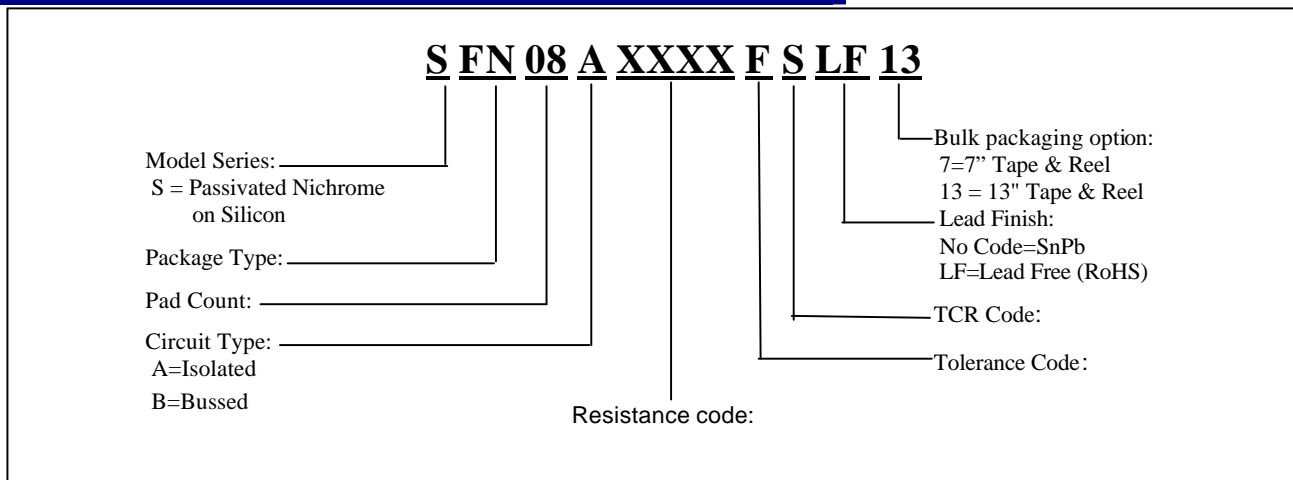 S FN 08 A XXXX F S LF 13
Model Series:
S = Passivated Nichrome
on Silicon
Package Type:
Pad Count:
Circuit Type:
A=Isolated
B=Bussed
Resistance code:
Bulk packaging option:
7=7” Tape & Reel
13 = 13" Tape & Reel
Lead Finish:
No Code=SnPb
LF=Lead Free (RoHS)
TCR Code:
Tolerance Code: